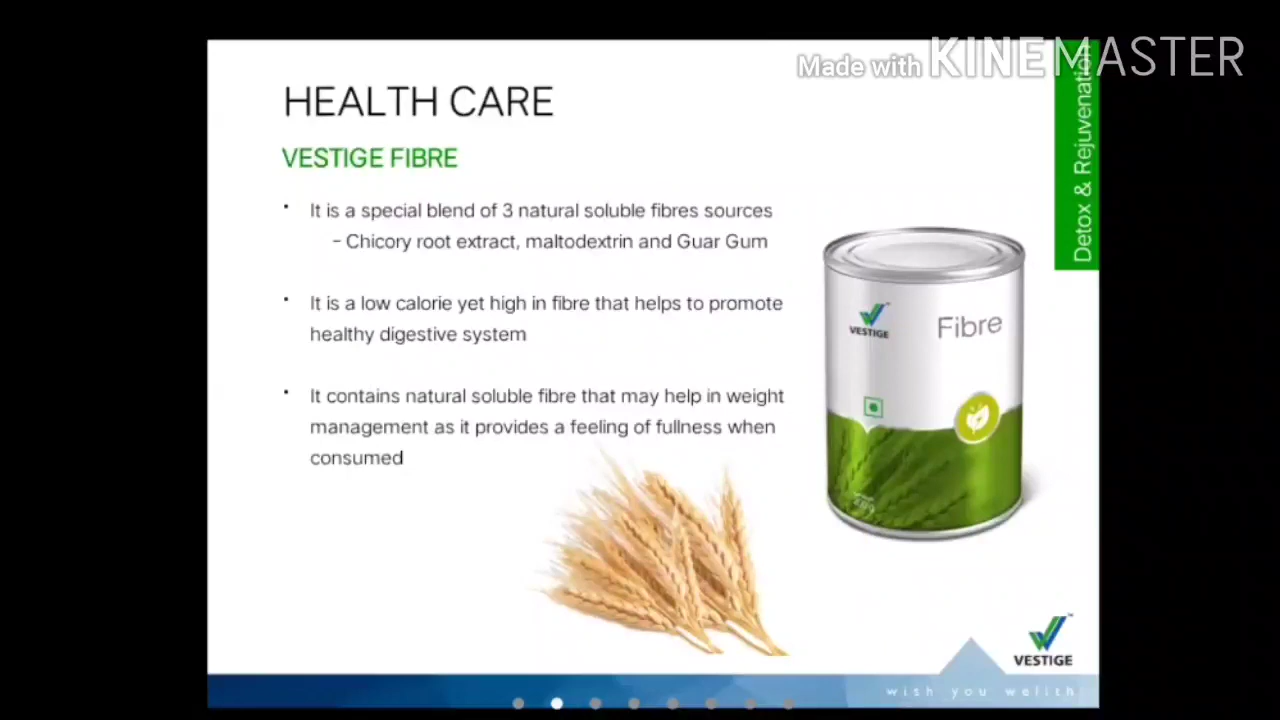 Made with KINEMASTER
HEALTH CARE
Detox & Rejuvenation
VESTIGE FIBRE
· It is a special blend of 3 natural soluble fibres sources
- Chicory root extract, maltodextrin and Guar Gum
· It is a low calorie yet high in fibre that helps to promote
healthy digestive system
· It contains natural soluble fibre that may help in weight
management as it provides a feeling of fullness when
consumed
VESTIGE
Fibre
VESTIGE
wish you wellth